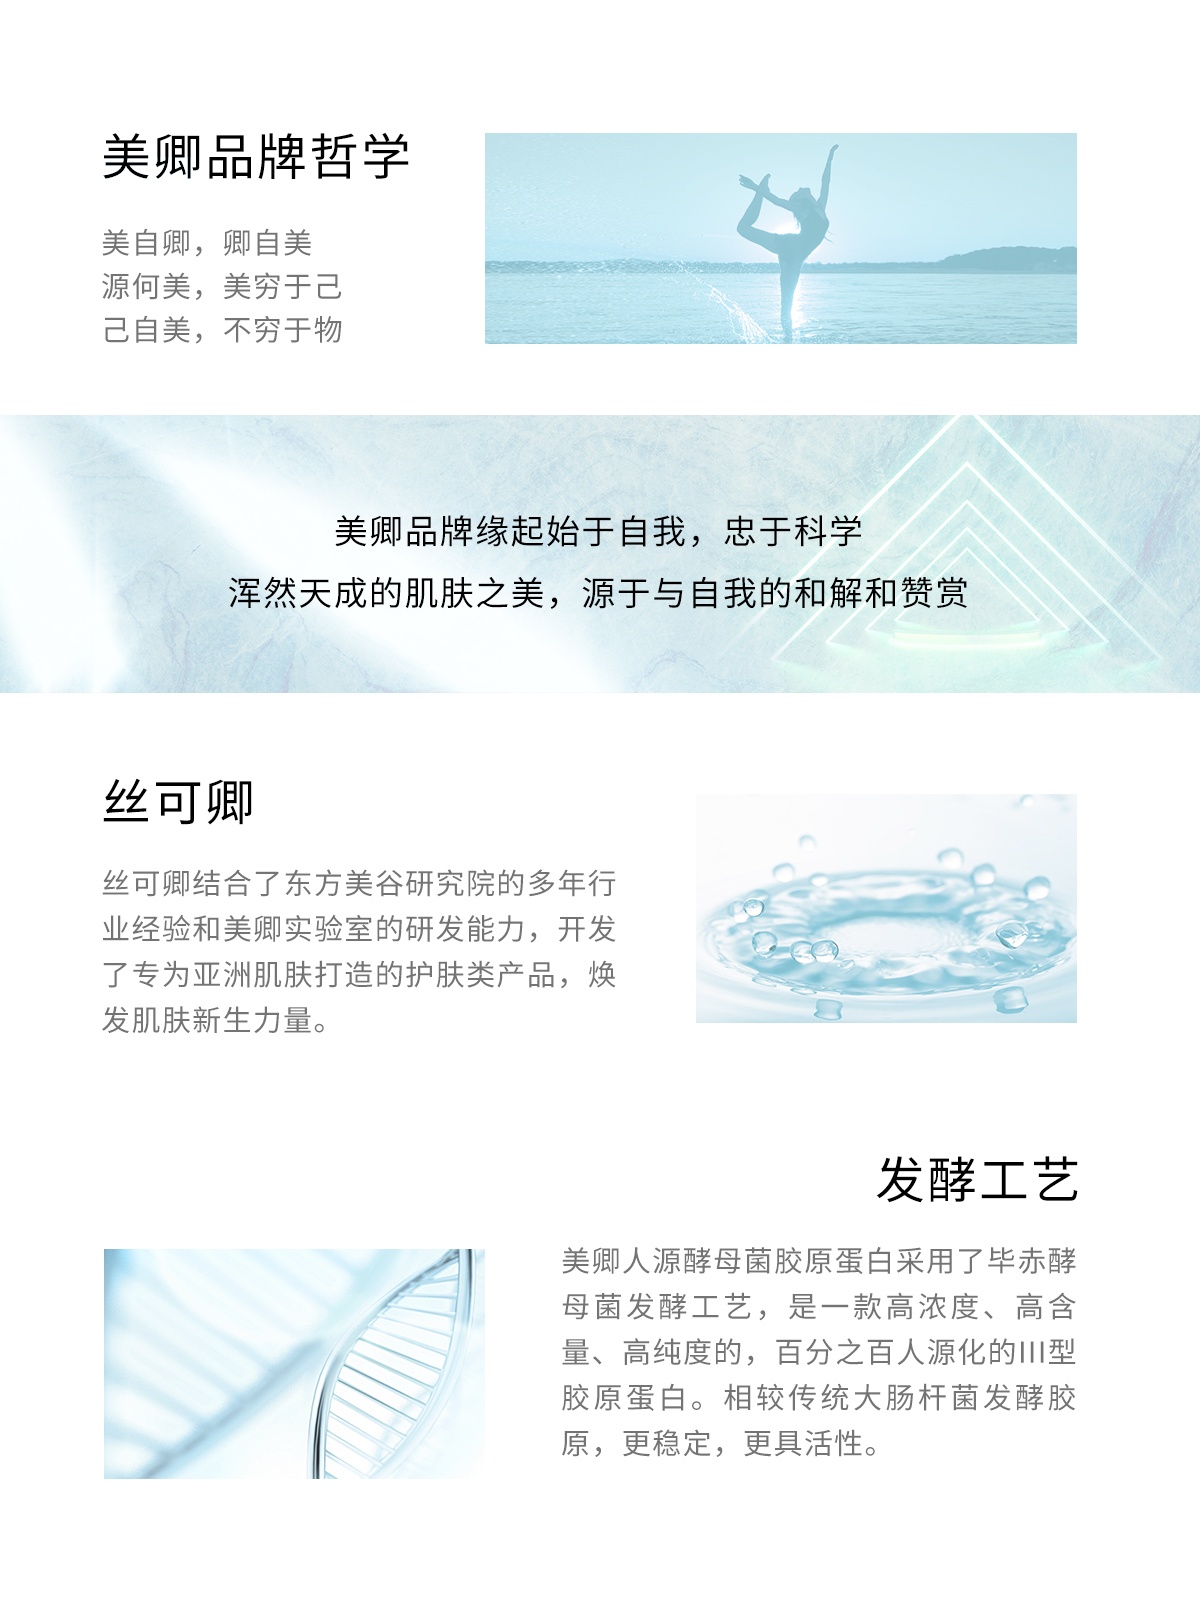 美卿品牌哲学
美自卿，卿自美
源何美，美穷于己
己自美，不穷于物
美卿品牌缘起始于自我，忠于科学
浑然天成的肌肤之美，源于与自我的和解和赞赏
丝可卿
丝可卿结合了东方美谷研究院的多年行
业经验和美卿实验室的研发能力，开发
了专为亚洲肌肤打造的护肤类产品，焕
发肌肤新生力量。
发酵工艺
美卿人源酵母菌胶原蛋白采用了毕赤酵
母菌发酵工艺，是一款高浓度、高含
量、高纯度的，百分之百人源化的III型
胶原蛋白。相较传统大肠杆菌发酵胶
原，更稳定，更具活性。